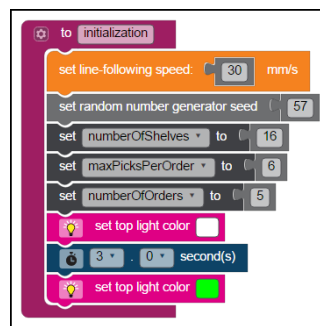 to initialization
set line-following speed: 30 mm/s
set random number generator seed 57
set numberOfShelves to 16
set maxPicksPerOrder to 6
set numberOfOrders to 5
set top light color
3 . 0 second(s)
set top light color